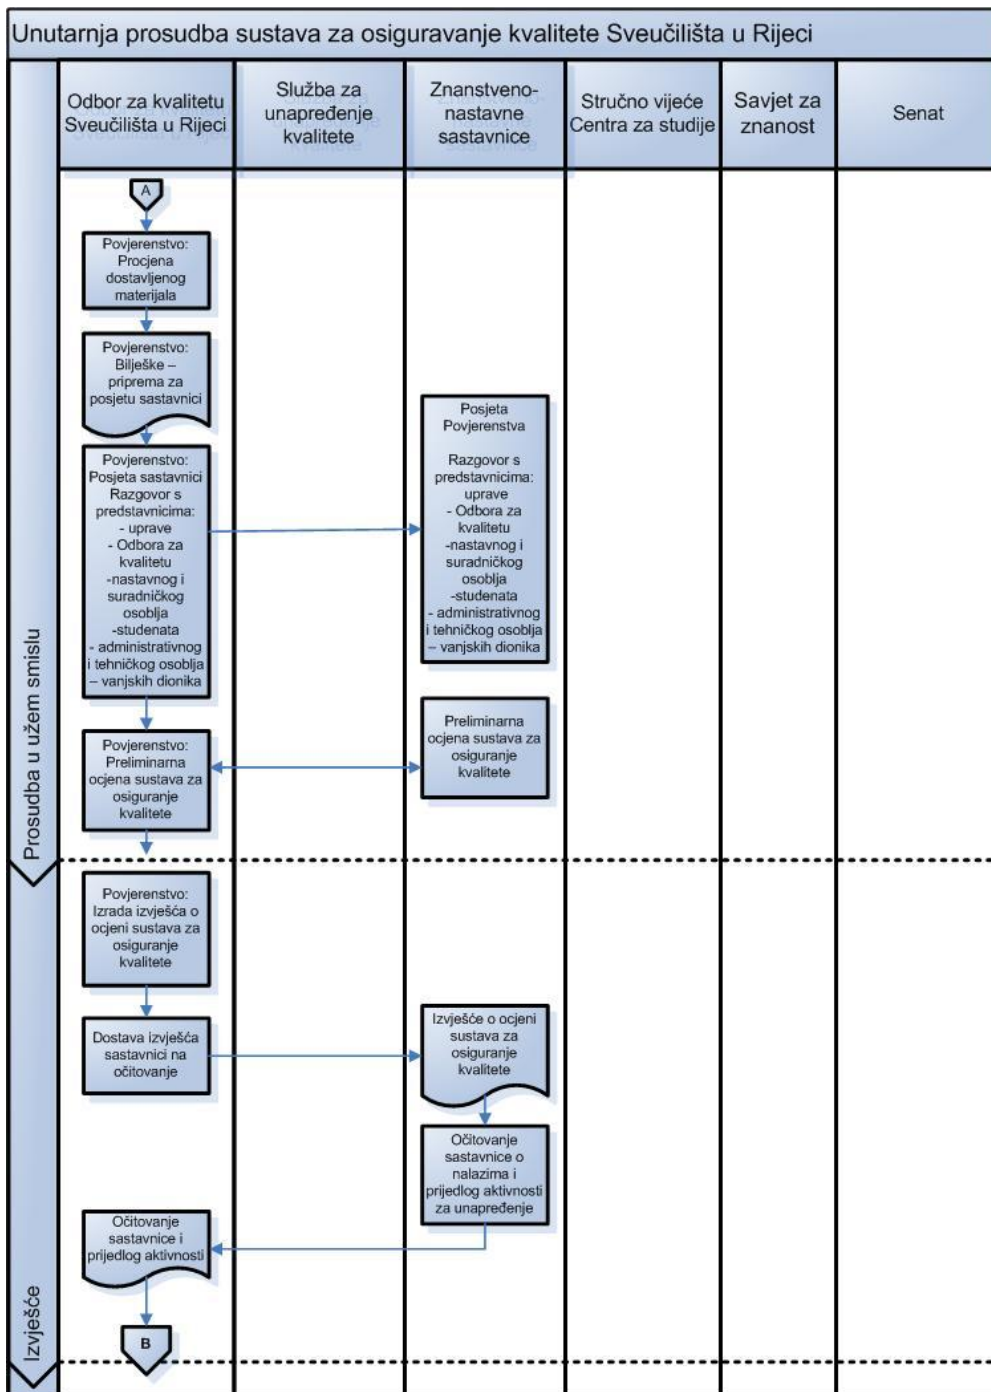 Unutarnja prosudba sustava za osiguravanje kvalitete Sveučilišta u Rijeci
Odbor za kvalitetu
Sveučilišta u Rijeci
Služba za
unapređenje
kvalitete
Znanstveno-
nastavne
sastavnice
Stručno vijeće
Centra za studije
Savjet za
znanost
Senat
Prosudba u užem smislu
A
Povjerenstvo:
Procjena
dostavljenog
materijala
Povjerenstvo:
Bilješke –
priprema za
posjetu sastavnici
Povjerenstvo:
Posjeta sastavnici
Razgovor s
predstavnicima:
- uprave
- Odbora za
kvalitetu
-nastavnog i
suradničkog
osoblja
-studenata
- administrativnog
i tehničkog osoblja
– vanjskih dionika
Posjeta
Povjerenstva
Razgovor s
predstavnicima:
uprave
- Odbora za
kvalitetu
-nastavnog i
suradničkog
osoblja
-studenata
- administrativnog
i tehničkog osoblja
– vanjskih dionika
Povjerenstvo:
Preliminarna
ocjena sustava za
osiguranje
kvalitete
Preliminarna
ocjena sustava za
osiguranje
kvalitete
Izvješće
Povjerenstvo:
Izrada izvješća o
ocjeni sustava za
osiguranje
kvalitete
Dostava izvješća
sastavnici na
očitovanje
Izvješće o ocjeni
sustava za
osiguranje
kvalitete
Očitovanje
sastavnice o
nalazima i
prijedlog aktivnosti
za unapređenje
Očitovanje
sastavnice i
prijedlog aktivnosti
B